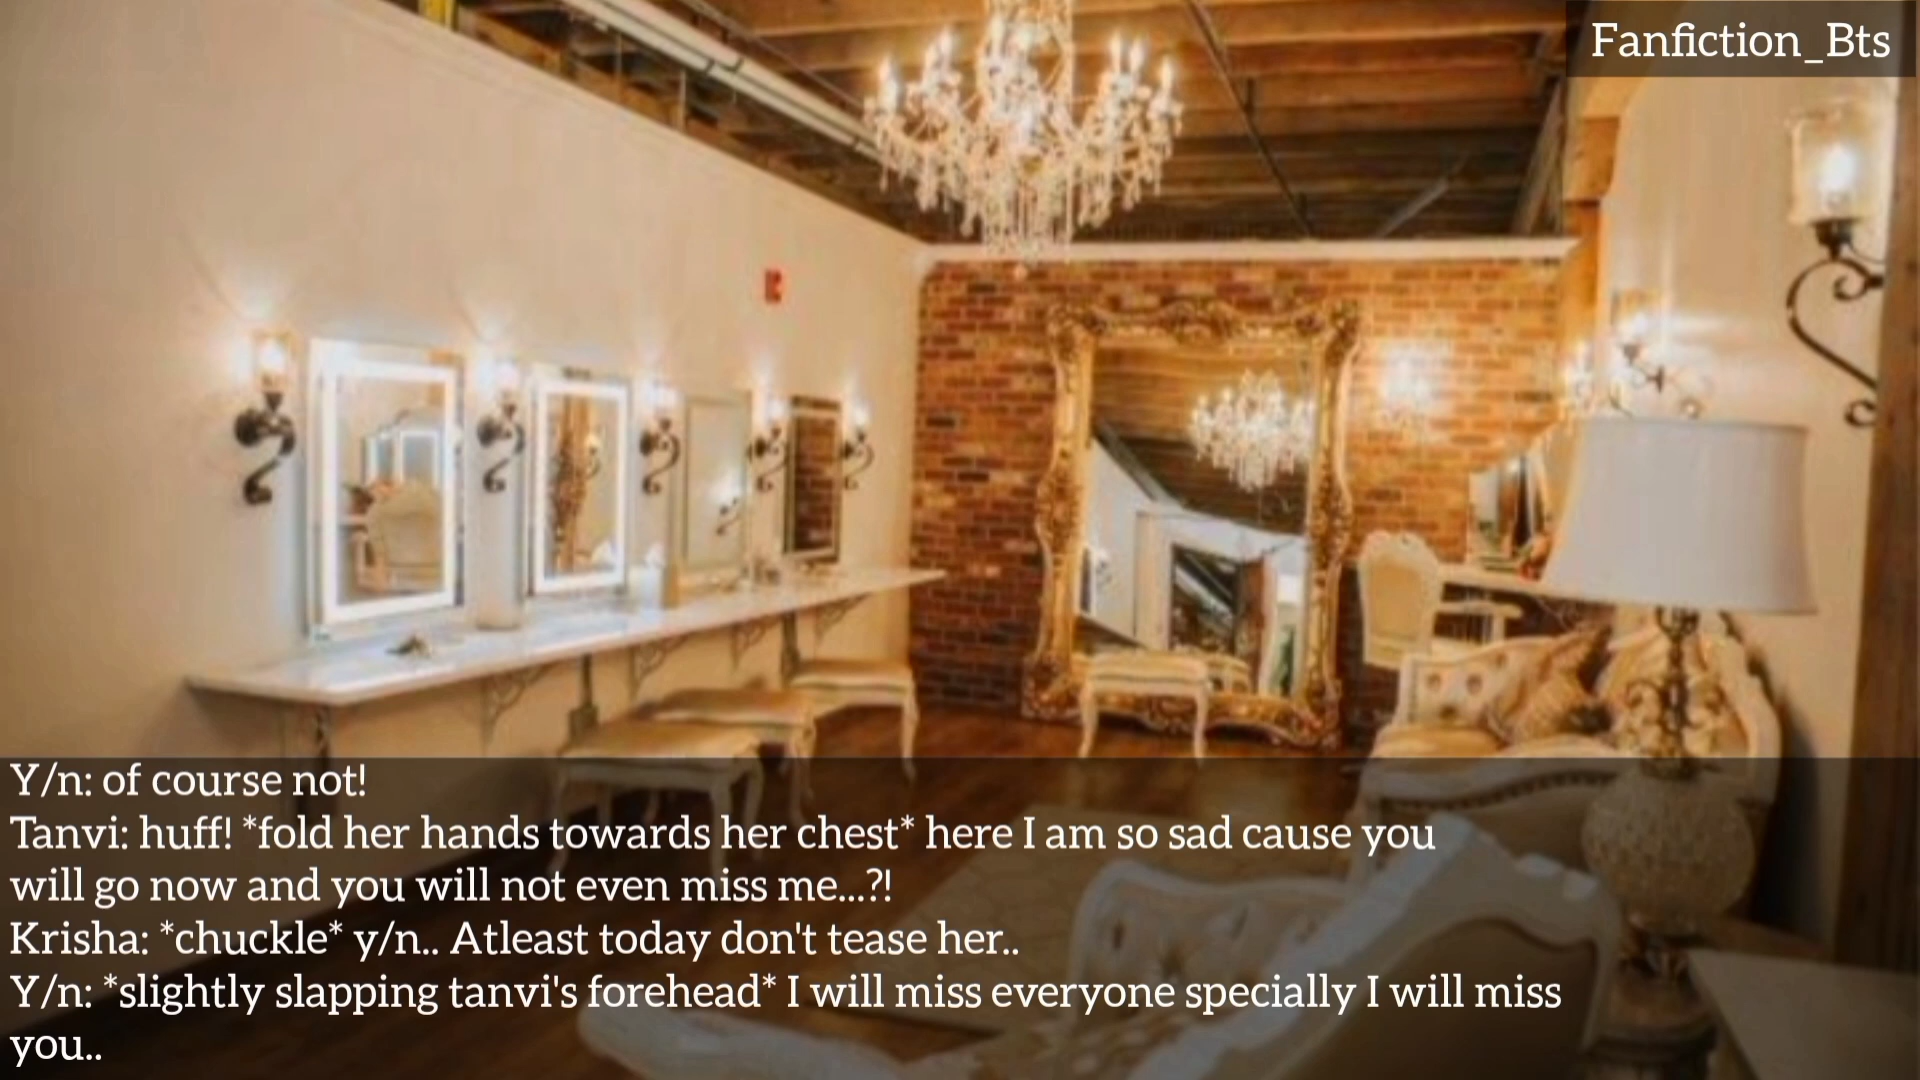 Fanfiction_Bts
Y/n: of course not!
Tanvi: huff! *fold her hands towards her chest* here I am so sad cause you
will go now and you will not even miss me...?!
Krisha: *chuckle* y/n.. Atleast today don't tease her..
Y/n: *slightly slapping tanvi's forehead* I will miss everyone specially I will miss
you..